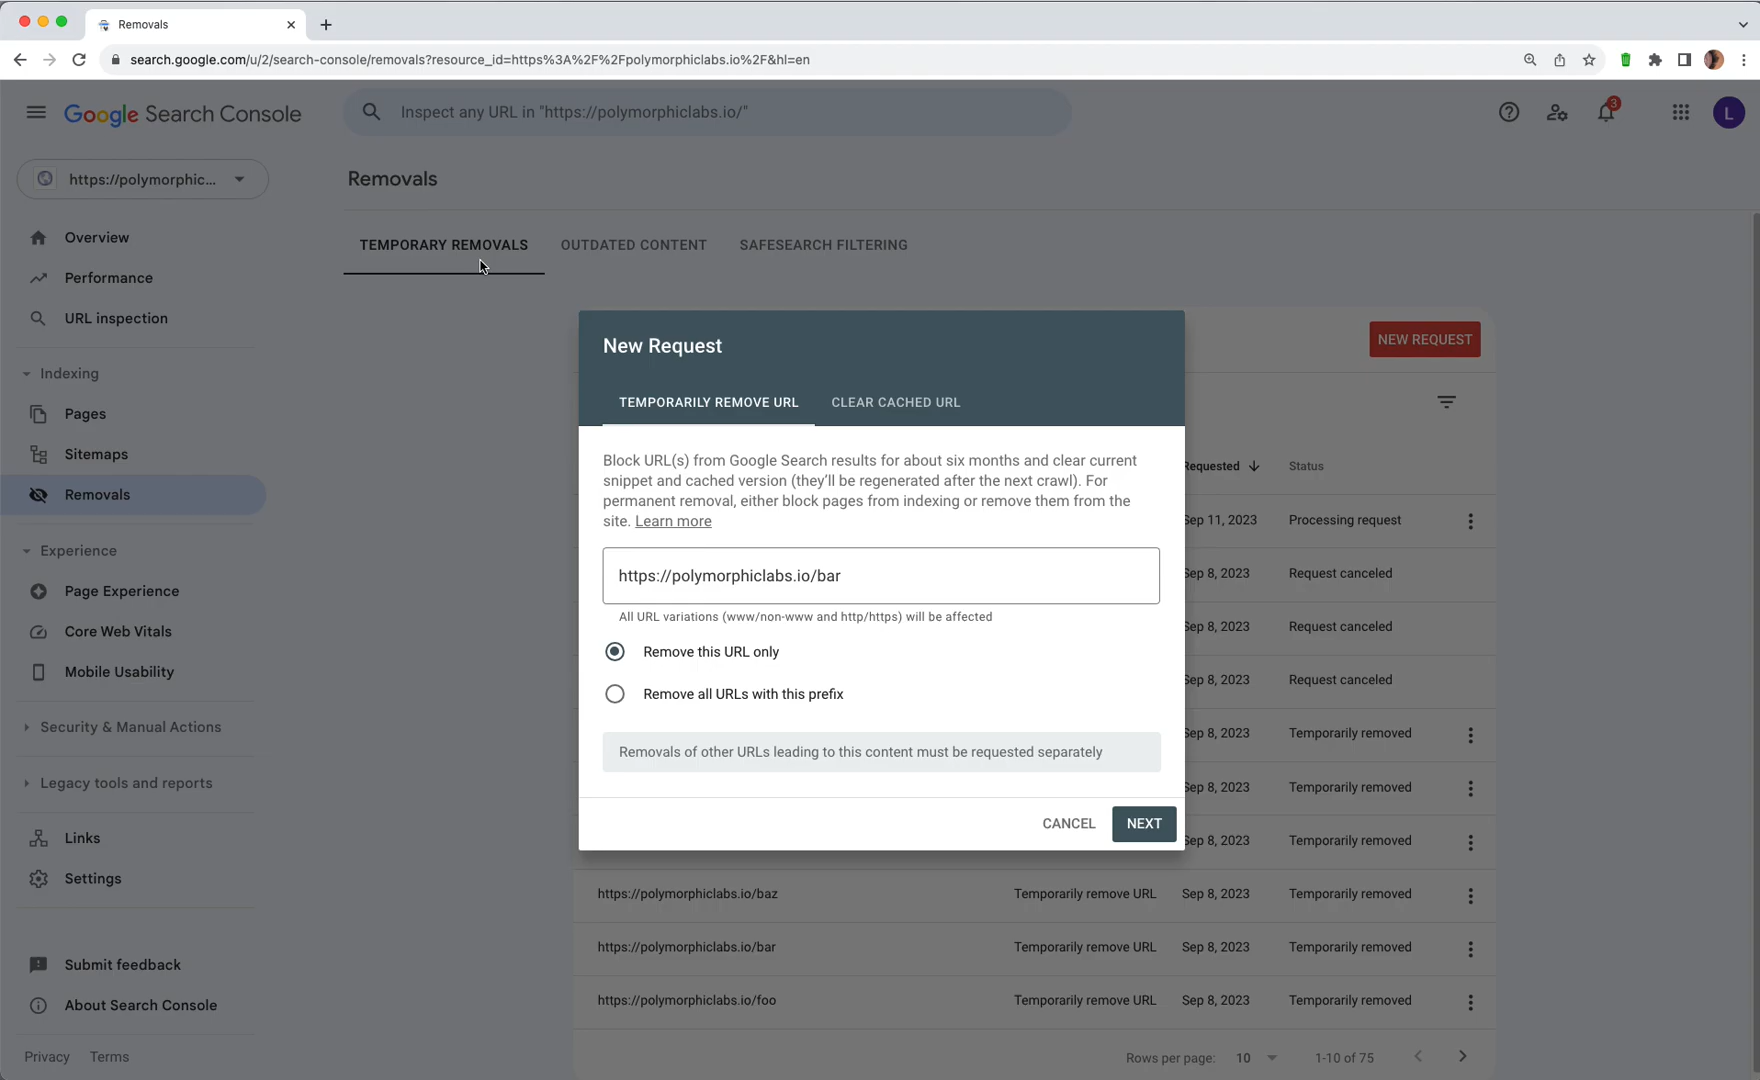 Removals
search.google.com/u/2/search-console/removals?resource_id=https%3A%2F%2Fpolymorphiclabs.io%2F&hl=en
Google Search Console
Inspect any URL in "https://polymorphiclabs.io/"
3
L
https://polymorphic...
Removals
Overview
Performance
URL inspection
Indexing
Pages
Sitemaps
Removals
Experience
Page Experience
Core Web Vitals
Mobile Usability
Security & Manual Actions
Legacy tools and reports
Links
Settings
Submit feedback
About Search Console
Privacy Terms
TEMPORARY REMOVALS OUTDATED CONTENT SAFESEARCH FILTERING
NEW REQUEST
New Request
TEMPORARILY REMOVE URL CLEAR CACHED URL
Block URL(s) from Google Search results for about six months and clear current
snippet and cached version (they'll be regenerated after the next crawl). For
permanent removal, either block pages from indexing or remove them from the
site. Learn more
https://polymorphiclabs.io/bar
All URL variations (www/non-www and http/https) will be affected
Remove this URL only
Remove all URLs with this prefix
Removals of other URLs leading to this content must be requested separately
CANCEL NEXT
Requested Status
Sep 11, 2023 Processing request
Sep 8, 2023 Request canceled
Sep 8, 2023 Request canceled
Sep 8, 2023 Request canceled
Sep 8, 2023 Temporarily removed
Sep 8, 2023 Temporarily removed
Sep 8, 2023 Temporarily removed
https://polymorphiclabs.io/baz Temporarily remove URL Sep 8, 2023 Temporarily removed
https://polymorphiclabs.io/bar Temporarily remove URL Sep 8, 2023 Temporarily removed
https://polymorphiclabs.io/foo Temporarily remove URL Sep 8, 2023 Temporarily removed
Rows per page: 10 1-10 of 75